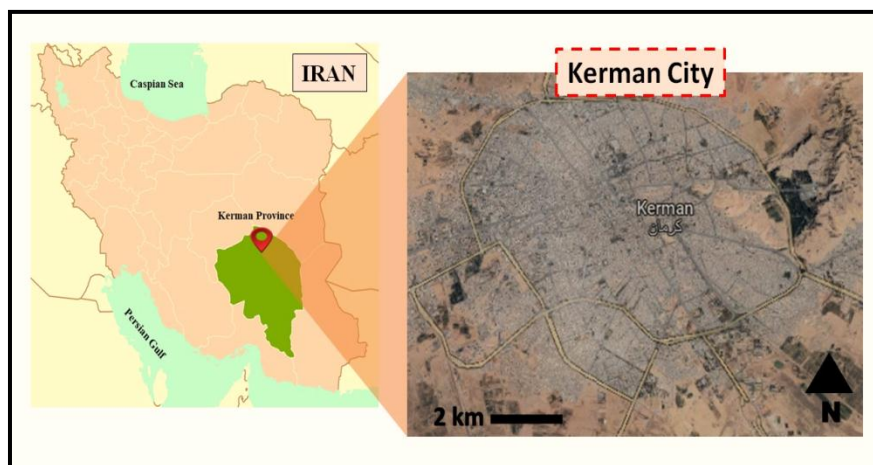 IRAN
Caspian Sea
Kerman Province
Persian Gulf
Kerman City
Kerman
کرمان
2 km
N